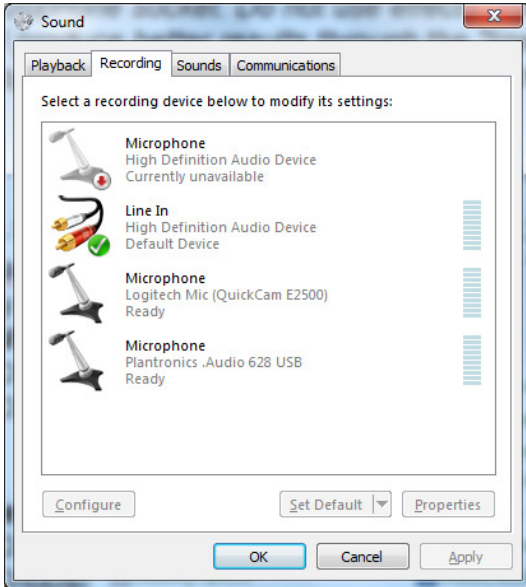 Sound
Playback Recording Sounds Communications
Select a recording device below to modify its settings:
Microphone
High Definition Audio Device
Currently unavailable
Line In
High Definition Audio Device
Default Device
Microphone
Logitech Mic (QuickCam E2500)
Ready
Microphone
Plantronics .Audio 628 USB
Ready
Configure Set Default Properties
OK Cancel Apply